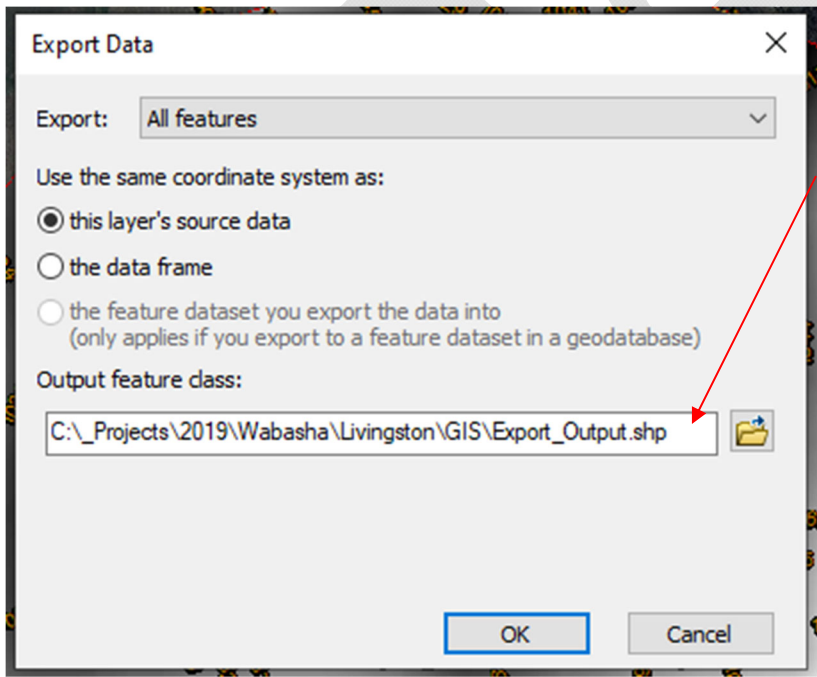 Export Data
Export: All features
Use the same coordinate system as:
this layer's source data
the data frame
the feature dataset you export the data into
(only applies if you export to a feature dataset in a geodatabase)
Output feature class:
C:\_Projects\2019\Wabasha\Livingston\GIS\Export_Output.shp
OK Cancel